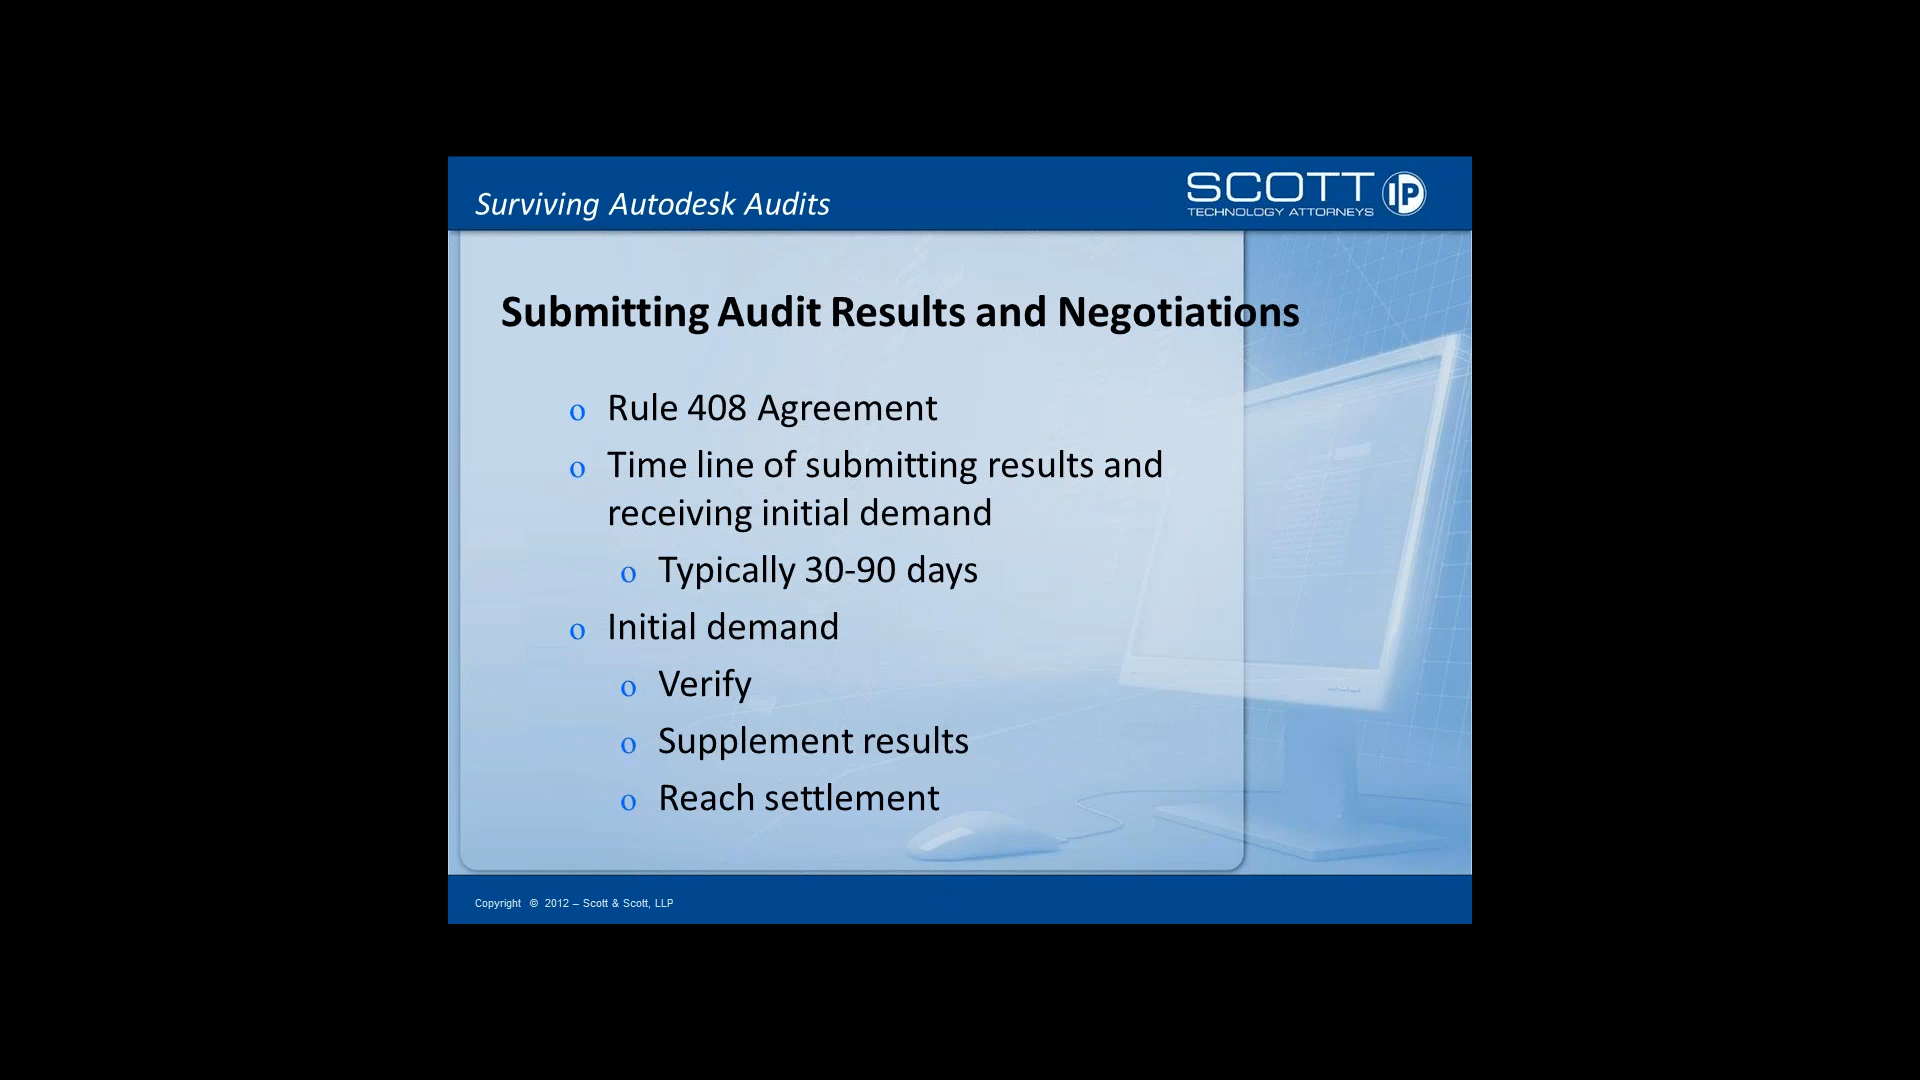 Surviving Autodesk Audits
SCOTT
TECHNOLOGY ATTORNEYS
IP
Submitting Audit Results and Negotiations
o Rule 408 Agreement
o Time line of submitting results and
receiving initial demand
o Typically 30-90 days
o Initial demand
o Verify
o Supplement results
o Reach settlement
Copyright © 2012 – Scott & Scott, LLP